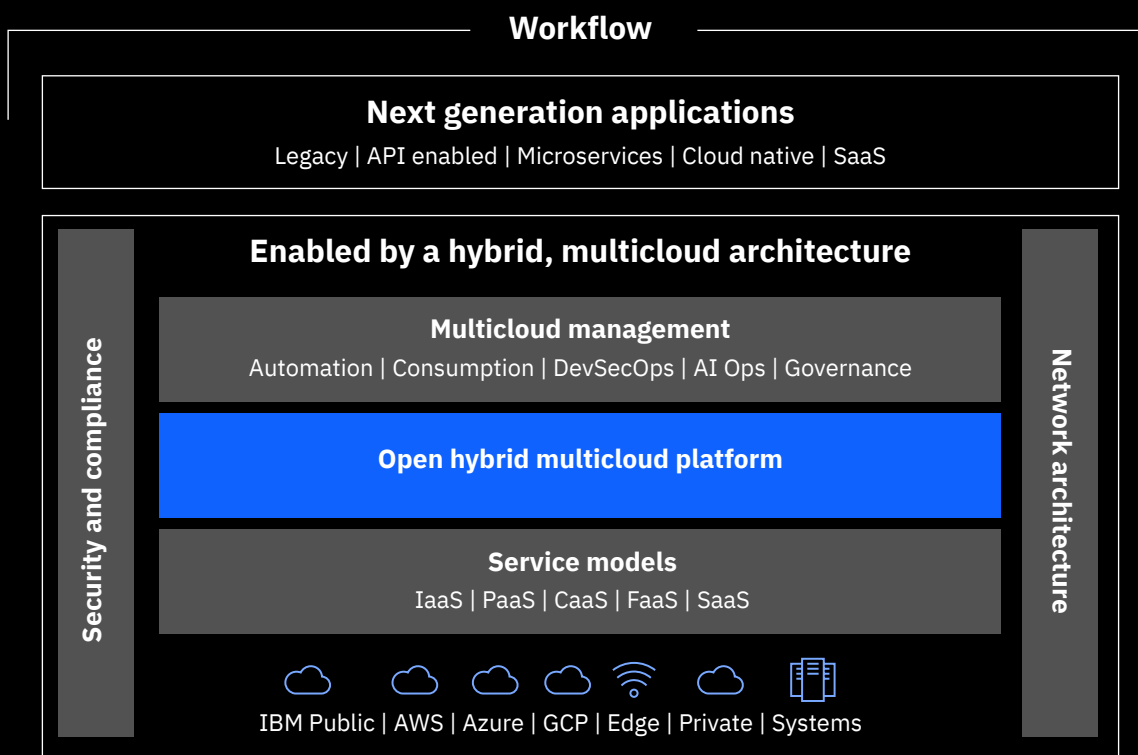 Workflow
Next generation applications
Legacy | API enabled | Microservices | Cloud native | SaaS
Enabled by a hybrid, multicloud architecture
Security and compliance
Multicloud management
Automation | Consumption | DevSecOps | AI Ops | Governance
Open hybrid multicloud platform
Service models
IaaS | PaaS | CaaS | FaaS | SaaS
Network architecture
IBM Public | AWS | Azure | GCP | Edge | Private | Systems